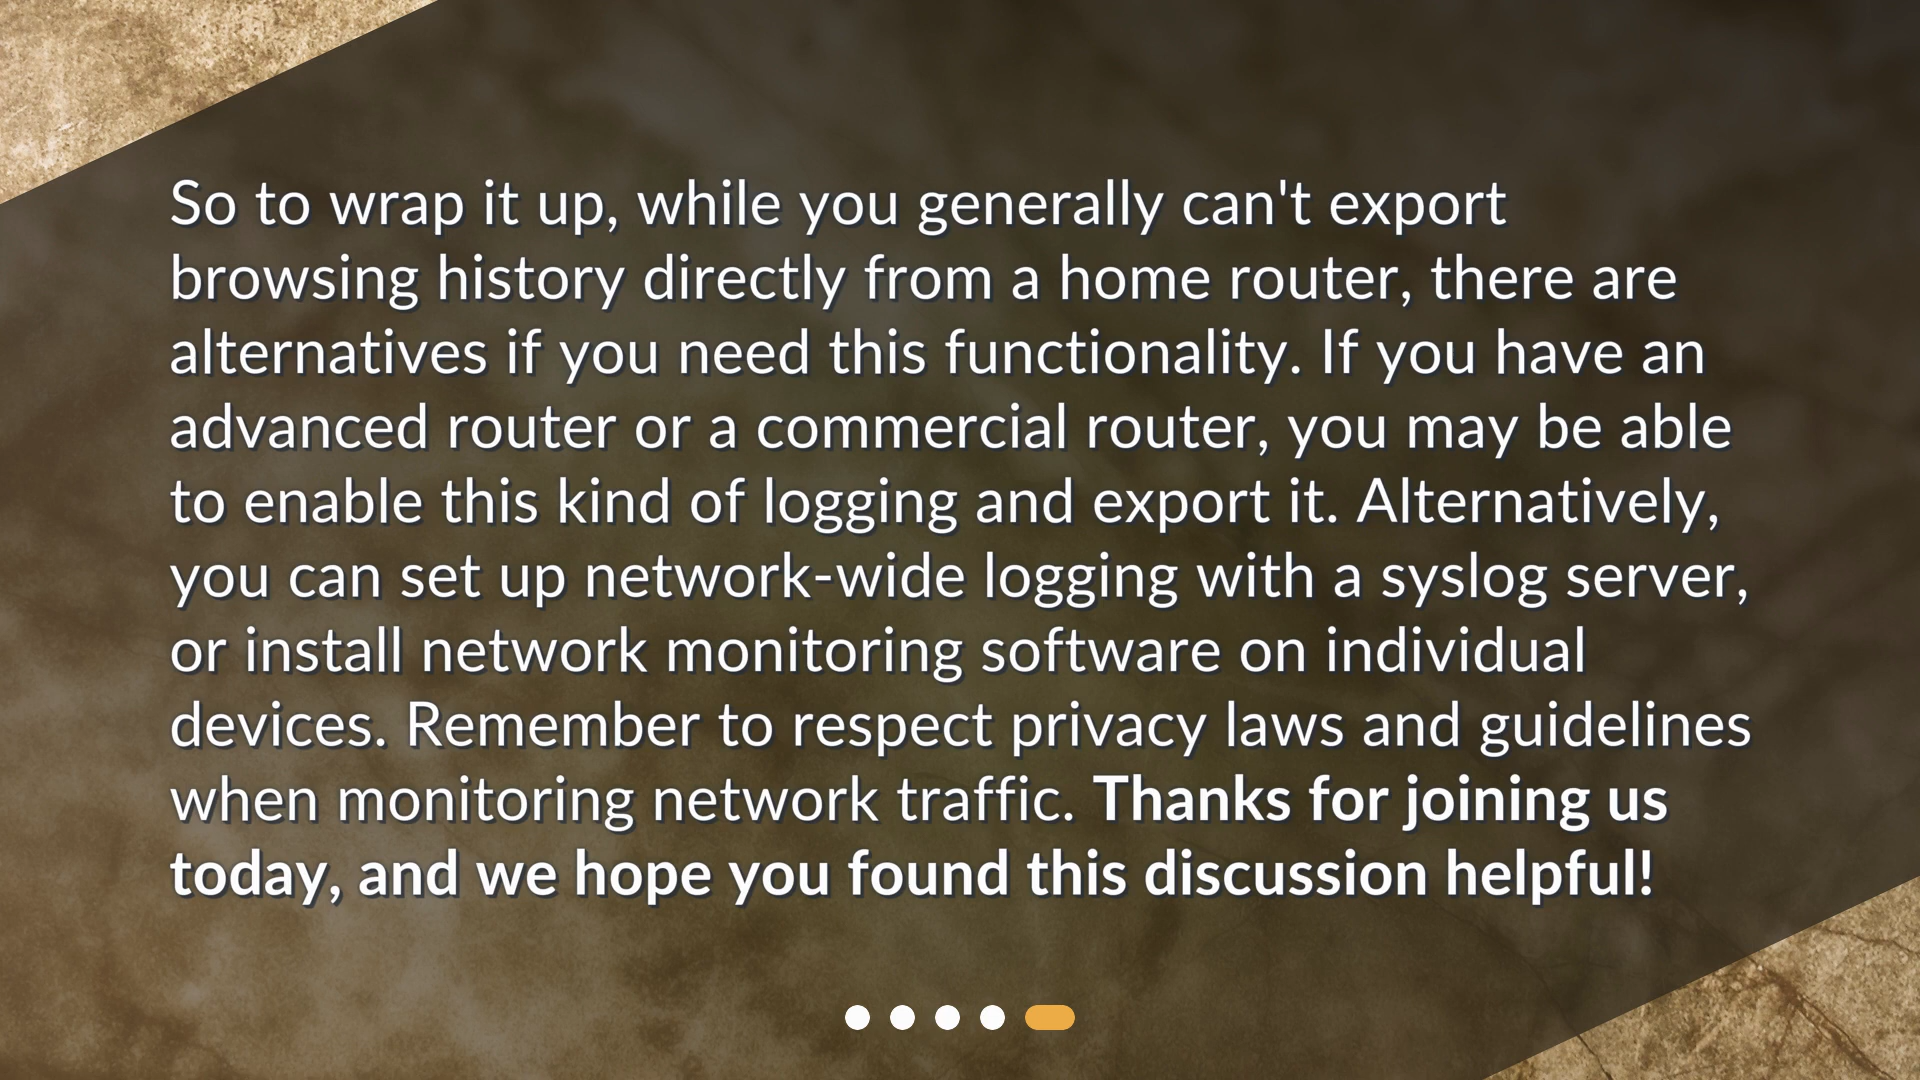 So to wrap it up, while you generally can't export
browsing history directly from a home router, there are
alternatives if you need this functionality. If you have an
advanced router or a commercial router, you may be able
to enable this kind of logging and export it. Alternatively,
you can set up network-wide logging with a syslog server,
or install network monitoring software on individual
devices. Remember to respect privacy laws and guidelines
when monitoring network traffic. Thanks for joining us
today, and we hope you found this discussion helpful!